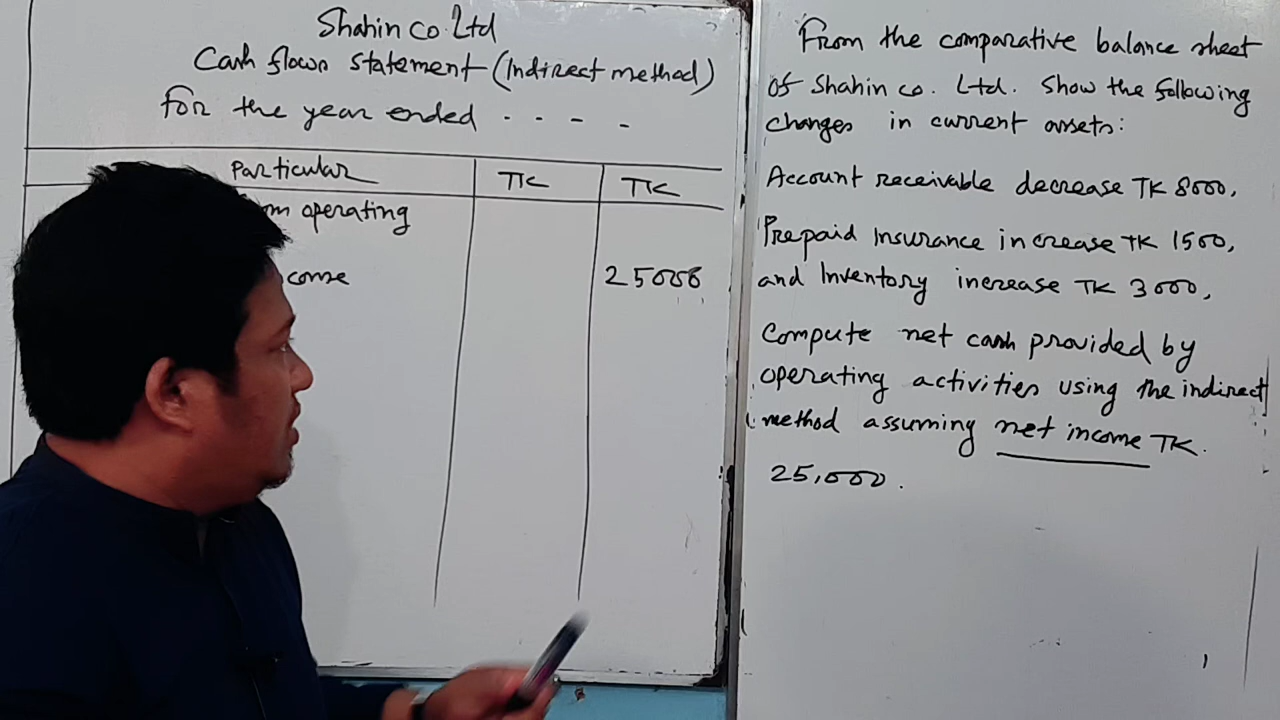 Shahin Co. Ltd
Cash flows statement (Indirect method)
For the year ended - - - -
Particular TK TK
operating
25000
From the comparative balance sheet
of Shahin co. Ltd. Show the following
changes in current assets:
Account receivable decrease TK 8000,
Prepaid Insurance increase TK 1500,
and Inventory increase TK 3000,
Compute net cash provided by
operating activities using the indirect
method assuming net income TK.
25,000.